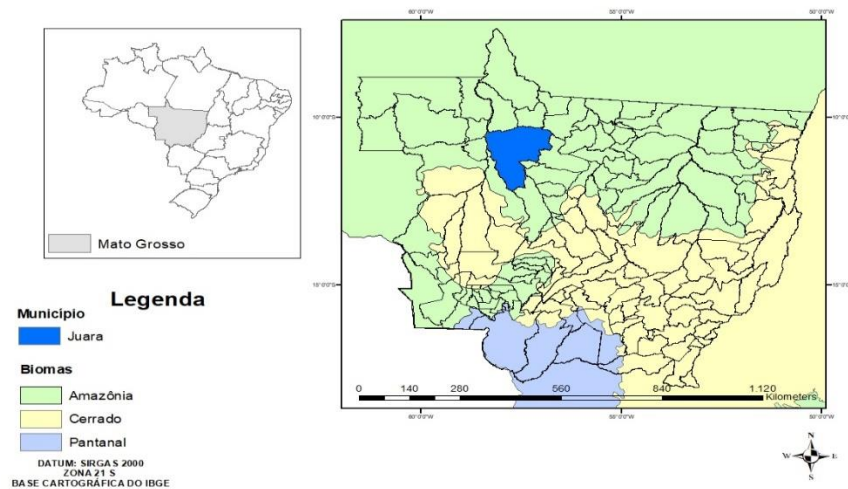 Mato Grosso
Legenda
Município
Juara
Biomas
Amazônia
Cerrado
Pantanal
DATUM: SIRGAS 2000
ZONA 21 S
BASE CARTOGRÁFICA DO IBGE
0 140 280 560 840 1.120
Kilometers
N
W E
S